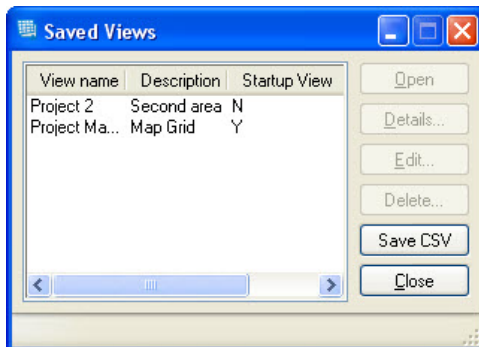 Saved Views
View name Description Startup View
Project 2 Second area N
Project Ma... Map Grid Y
Open
Details...
Edit...
Delete...
Save CSV
Close